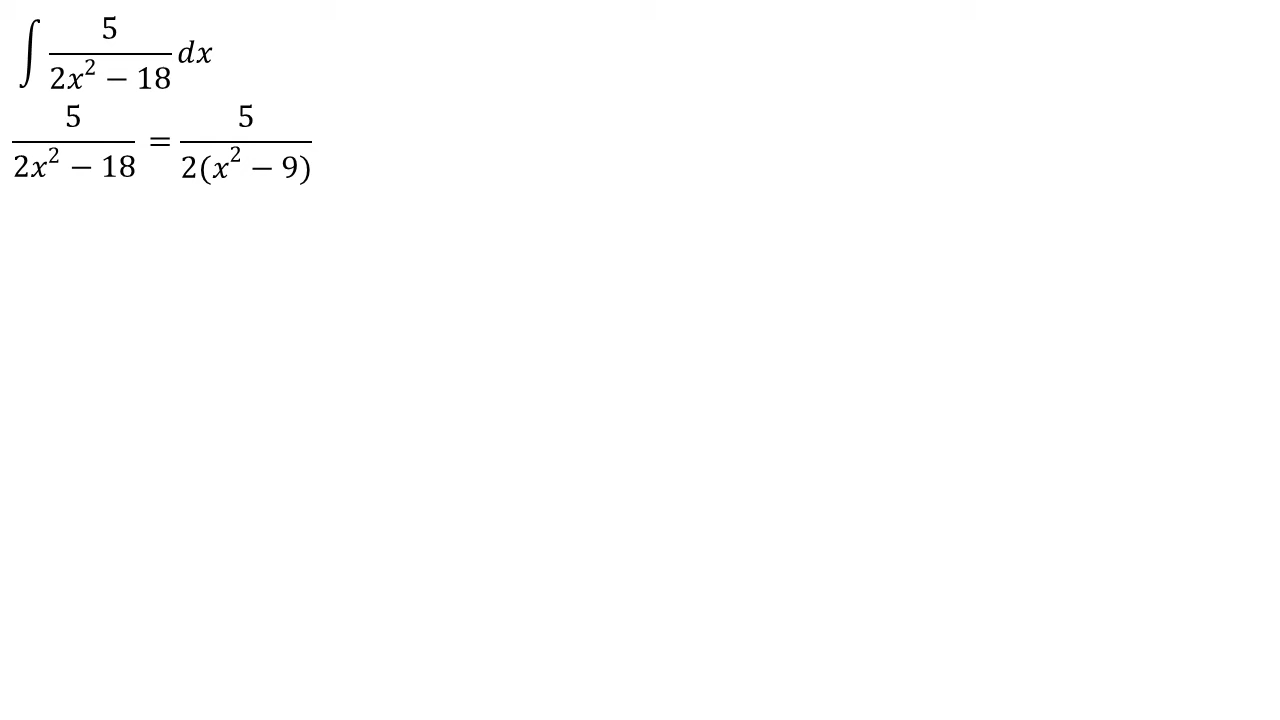 ∫ 5/(2x² − 18) dx
5/(2x² − 18) = 5/(2(x² − 9))